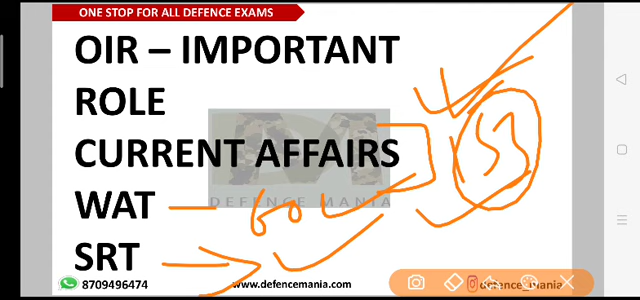 ONE STOP FOR ALL DEFENCE EXAMS
OIR – IMPORTANT
ROLE
CURRENT AFFAIRS
DEFENCE MANIA
WAT
60
SRT
8709496474 www.defencemania.com defence_mania